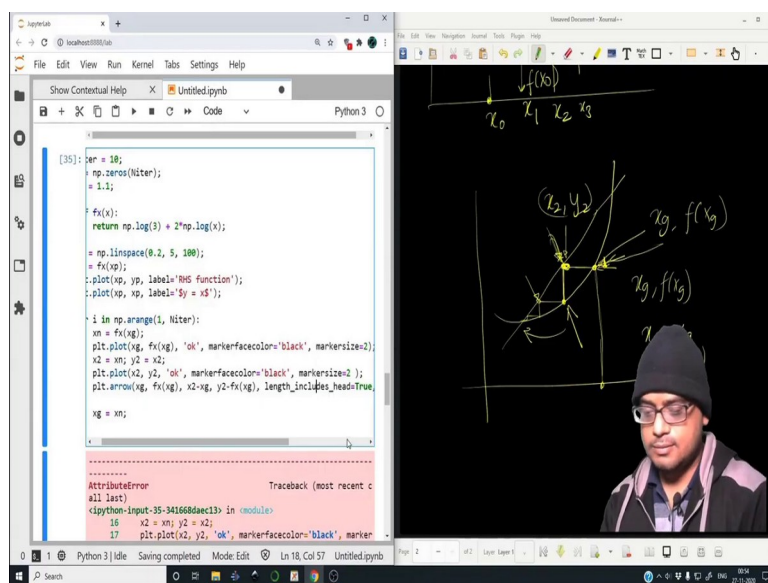 JupyterLab
localhost:8888/lab
File Edit View Run Kernel Tabs Settings Help
Show Contextual Help
Untitled.ipynb
Code
Python 3
[35]:
ter = 10;
np.zeros(Niter);
= 1.1;
fx(x):
return np.log(3) + 2*np.log(x);
= np.linspace(0.2, 5, 100);
= fx(xp);
t.plot(xp, yp, label='RHS function');
t.plot(xp, xp, label='$y = x$');
r i in np.arange(1, Niter):
xn = fx(xg);
plt.plot(xg, fx(xg), 'ok', markerfacecolor='black', markersize=2);
x2 = xn; y2 = x2;
plt.plot(x2, y2, 'ok', markerfacecolor='black', markersize=2 );
plt.arrow(xg, fx(xg), x2-xg, y2-fx(xg), length_includes_head=True,
xg = xn;
---------------------------------------------------------------------------
AttributeError Traceback (most recent c
all last)
<ipython-input-35-341668daec13> in <module>
16 x2 = xn; y2 = x2;
17 plt.plot(x2, y2, 'ok', markerfacecolor='black', marker
0 1 Python 3 | Idle Saving completed Mode: Edit Ln 18, Col 57 Untitled.ipynb
Search
Unsaved Document - Xournal++
File Edit View Navigation Journal Tools Plugin Help
f(x0)
x0 x1 x2 x3
(x2, y2)
xg, f(xg)
xg, f(xg)
Page 2 of 2 Layer Layer 1
ENG
00:54
27-11-2020